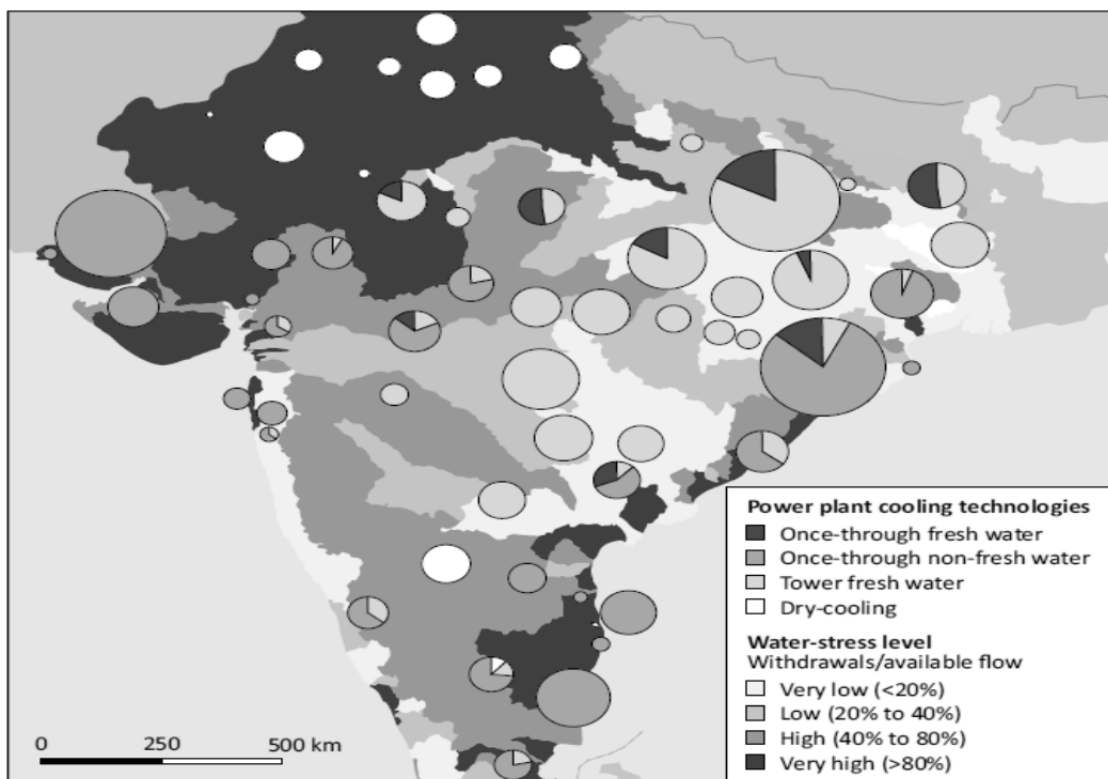 Power plant cooling technologies
Once-through fresh water
Once-through non-fresh water
Tower fresh water
Dry-cooling
Water-stress level
Withdrawals/available flow
Very low (<20%)
Low (20% to 40%)
High (40% to 80%)
Very high (>80%)
0 250 500 km